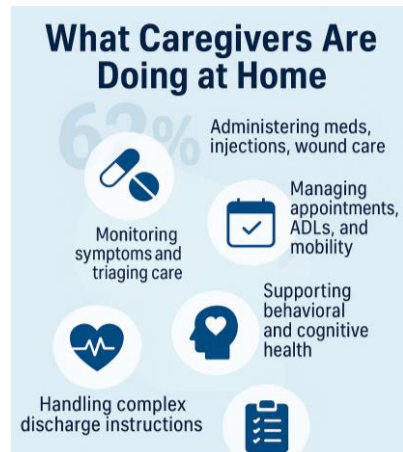 What Caregivers Are
Doing at Home
62%
Administering meds,
injections, wound care
Managing
appointments,
ADLs, and
mobility
Monitoring
symptoms and
triaging care
Supporting
behavioral
and cognitive
health
Handling complex
discharge instructions